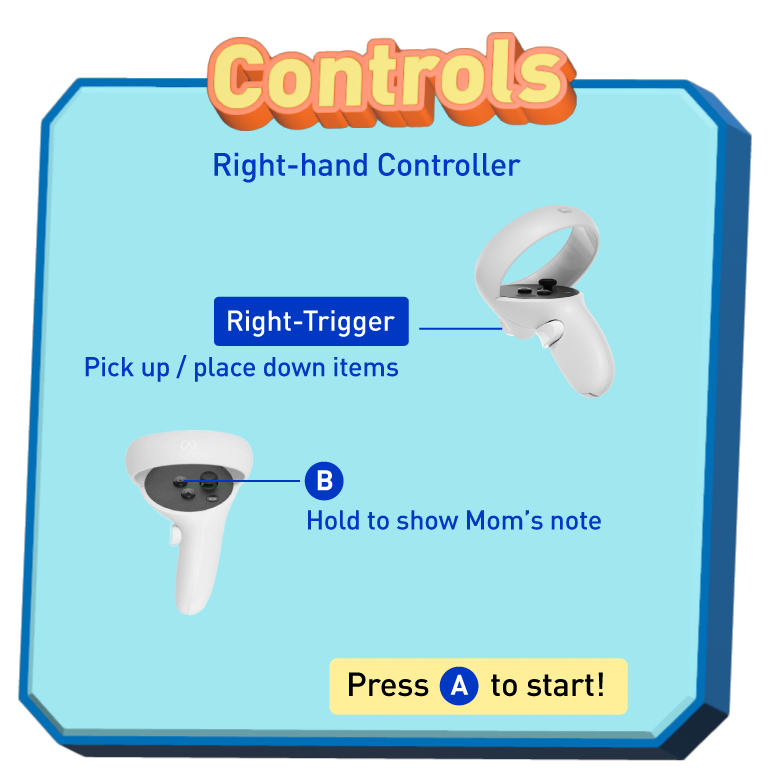 Controls
Right-hand Controller
Right-Trigger
Pick up / place down items
B
Hold to show Mom's note
Press A to start!